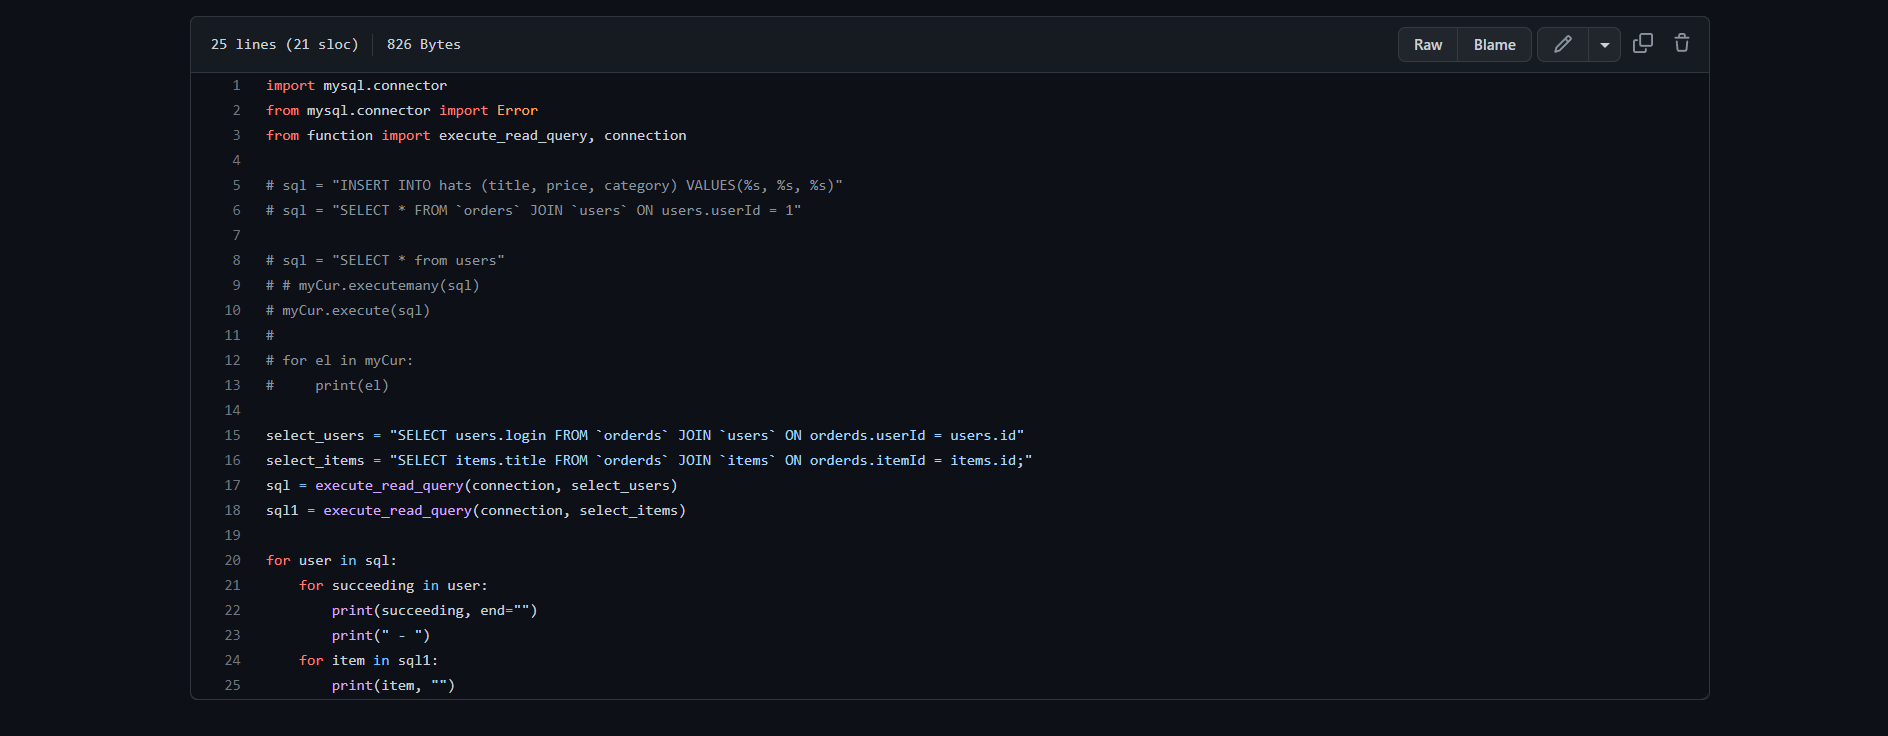 25 lines (21 sloc) 826 Bytes Raw Blame
1 import mysql.connector
2 from mysql.connector import Error
3 from function import execute_read_query, connection
4
5 # sql = "INSERT INTO hats (title, price, category) VALUES(%s, %s, %s)"
6 # sql = "SELECT * FROM `orders` JOIN `users` ON users.userId = 1"
7
8 # sql = "SELECT * from users"
9 # # myCur.executemany(sql)
10 # myCur.execute(sql)
11 #
12 # for el in myCur:
13 #     print(el)
14
15 select_users = "SELECT users.login FROM `orderds` JOIN `users` ON orderds.userId = users.id"
16 select_items = "SELECT items.title FROM `orderds` JOIN `items` ON orderds.itemId = items.id;"
17 sql = execute_read_query(connection, select_users)
18 sql1 = execute_read_query(connection, select_items)
19
20 for user in sql:
21     for succeeding in user:
22         print(succeeding, end="")
23         print(" - ")
24     for item in sql1:
25         print(item, "")